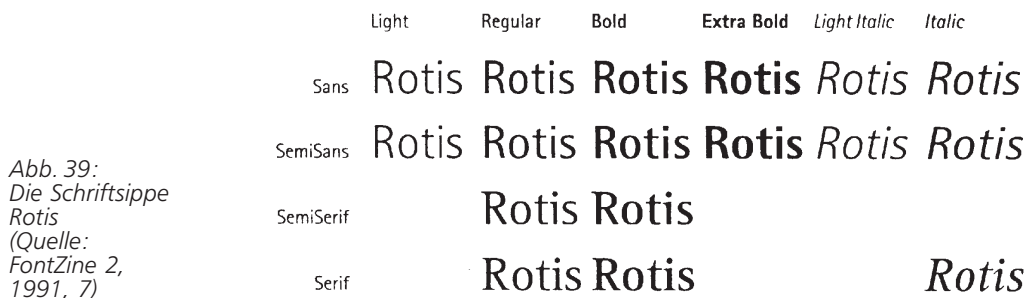 Light Regular Bold Extra Bold Light Italic Italic
Sans Rotis Rotis Rotis Rotis Rotis Rotis
SemiSans Rotis Rotis Rotis Rotis Rotis Rotis
SemiSerif Rotis Rotis
Serif Rotis Rotis Rotis
Abb. 39:
Die Schriftsippe
Rotis
(Quelle:
FontZine 2,
1991, 7)